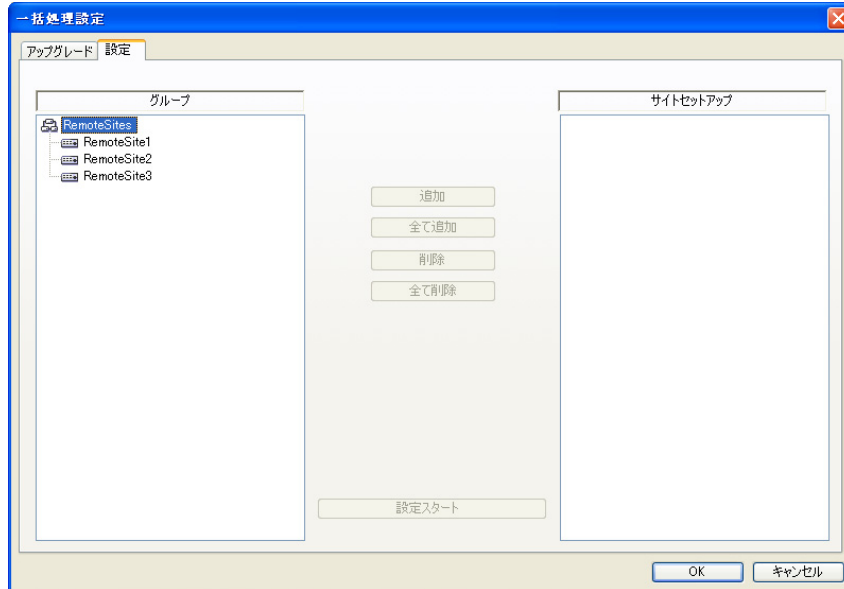 一括処理設定
アップグレード 設定
グループ
サイトセットアップ
RemoteSites
RemoteSite1
RemoteSite2
RemoteSite3
追加
全て追加
削除
全て削除
設定スタート
OK キャンセル